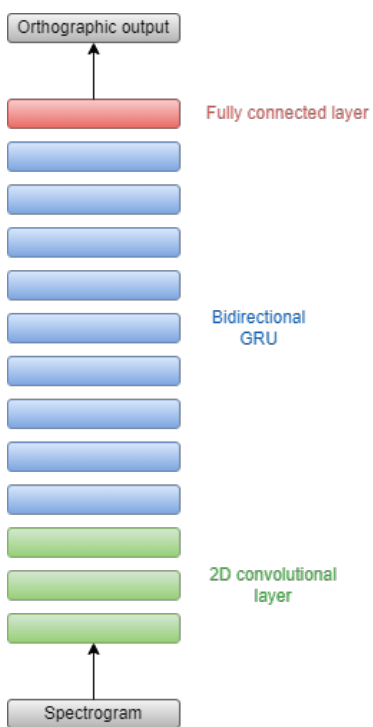 Orthographic output
Fully connected layer
Bidirectional
GRU
2D convolutional
layer
Spectrogram